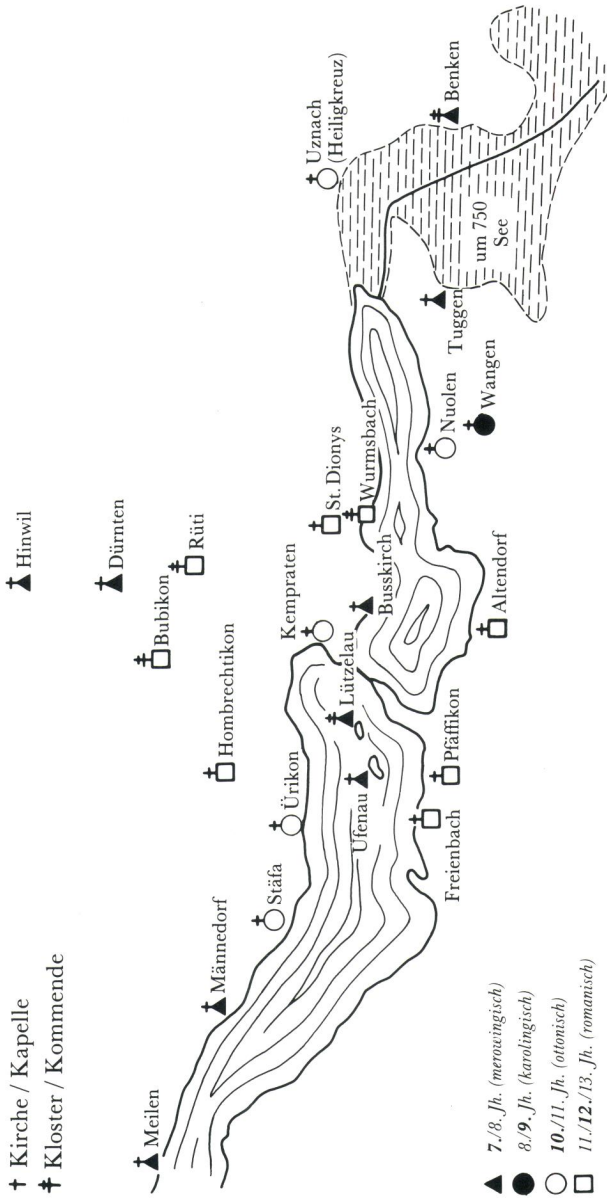 Kirche / Kapelle
Kloster / Kommende
Hinwil
Dürnten
Bubikon
Rüti
Hombrechtikon
Uznach
(Heiligkreuz)
Kempraten
St. Dionys
Ürikon
Stäfa
Männedorf
Meilen
Wurmsbach
Busskirch
Lützelau
Ufenau
Benken
um 750
See
Tuggen
Nuolen
Wangen
Altendorf
Pfäffikon
Freienbach
7./8. Jh. (merowingisch)
8./9. Jh. (karolingisch)
10./11. Jh. (ottonisch)
11./12./13. Jh. (romanisch)